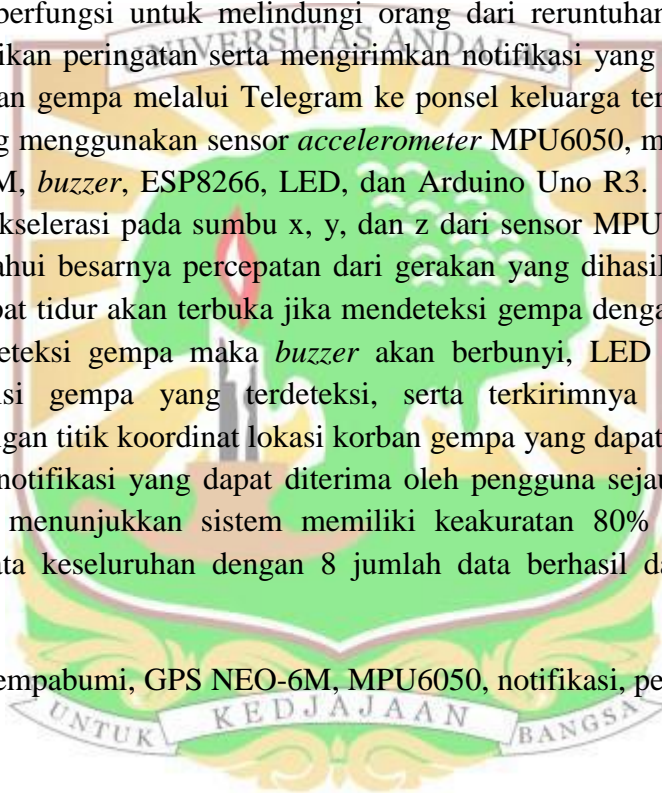 berfungsi untuk melindungi orang dari reruntuhan
UNIVERSITAS ANDALAS
ikan peringatan serta mengirimkan notifikasi yang
an gempa melalui Telegram ke ponsel keluarga ter
g menggunakan sensor accelerometer MPU6050, m
M, buzzer, ESP8266, LED, dan Arduino Uno R3.
kselerasi pada sumbu x, y, dan z dari sensor MPU
ahui besarnya percepatan dari gerakan yang dihasil
pat tidur akan terbuka jika mendeteksi gempa denga
eteksi gempa maka buzzer akan berbunyi, LED
si gempa yang terdeteksi, serta terkirimnya
ngan titik koordinat lokasi korban gempa yang dapat
notifikasi yang dapat diterima oleh pengguna sejau
menunjukkan sistem memiliki keakuratan 80%
ata keseluruhan dengan 8 jumlah data berhasil da
empabumi, GPS NEO-6M, MPU6050, notifikasi, pe
UNTUK KEDJAJAAN BANGSA